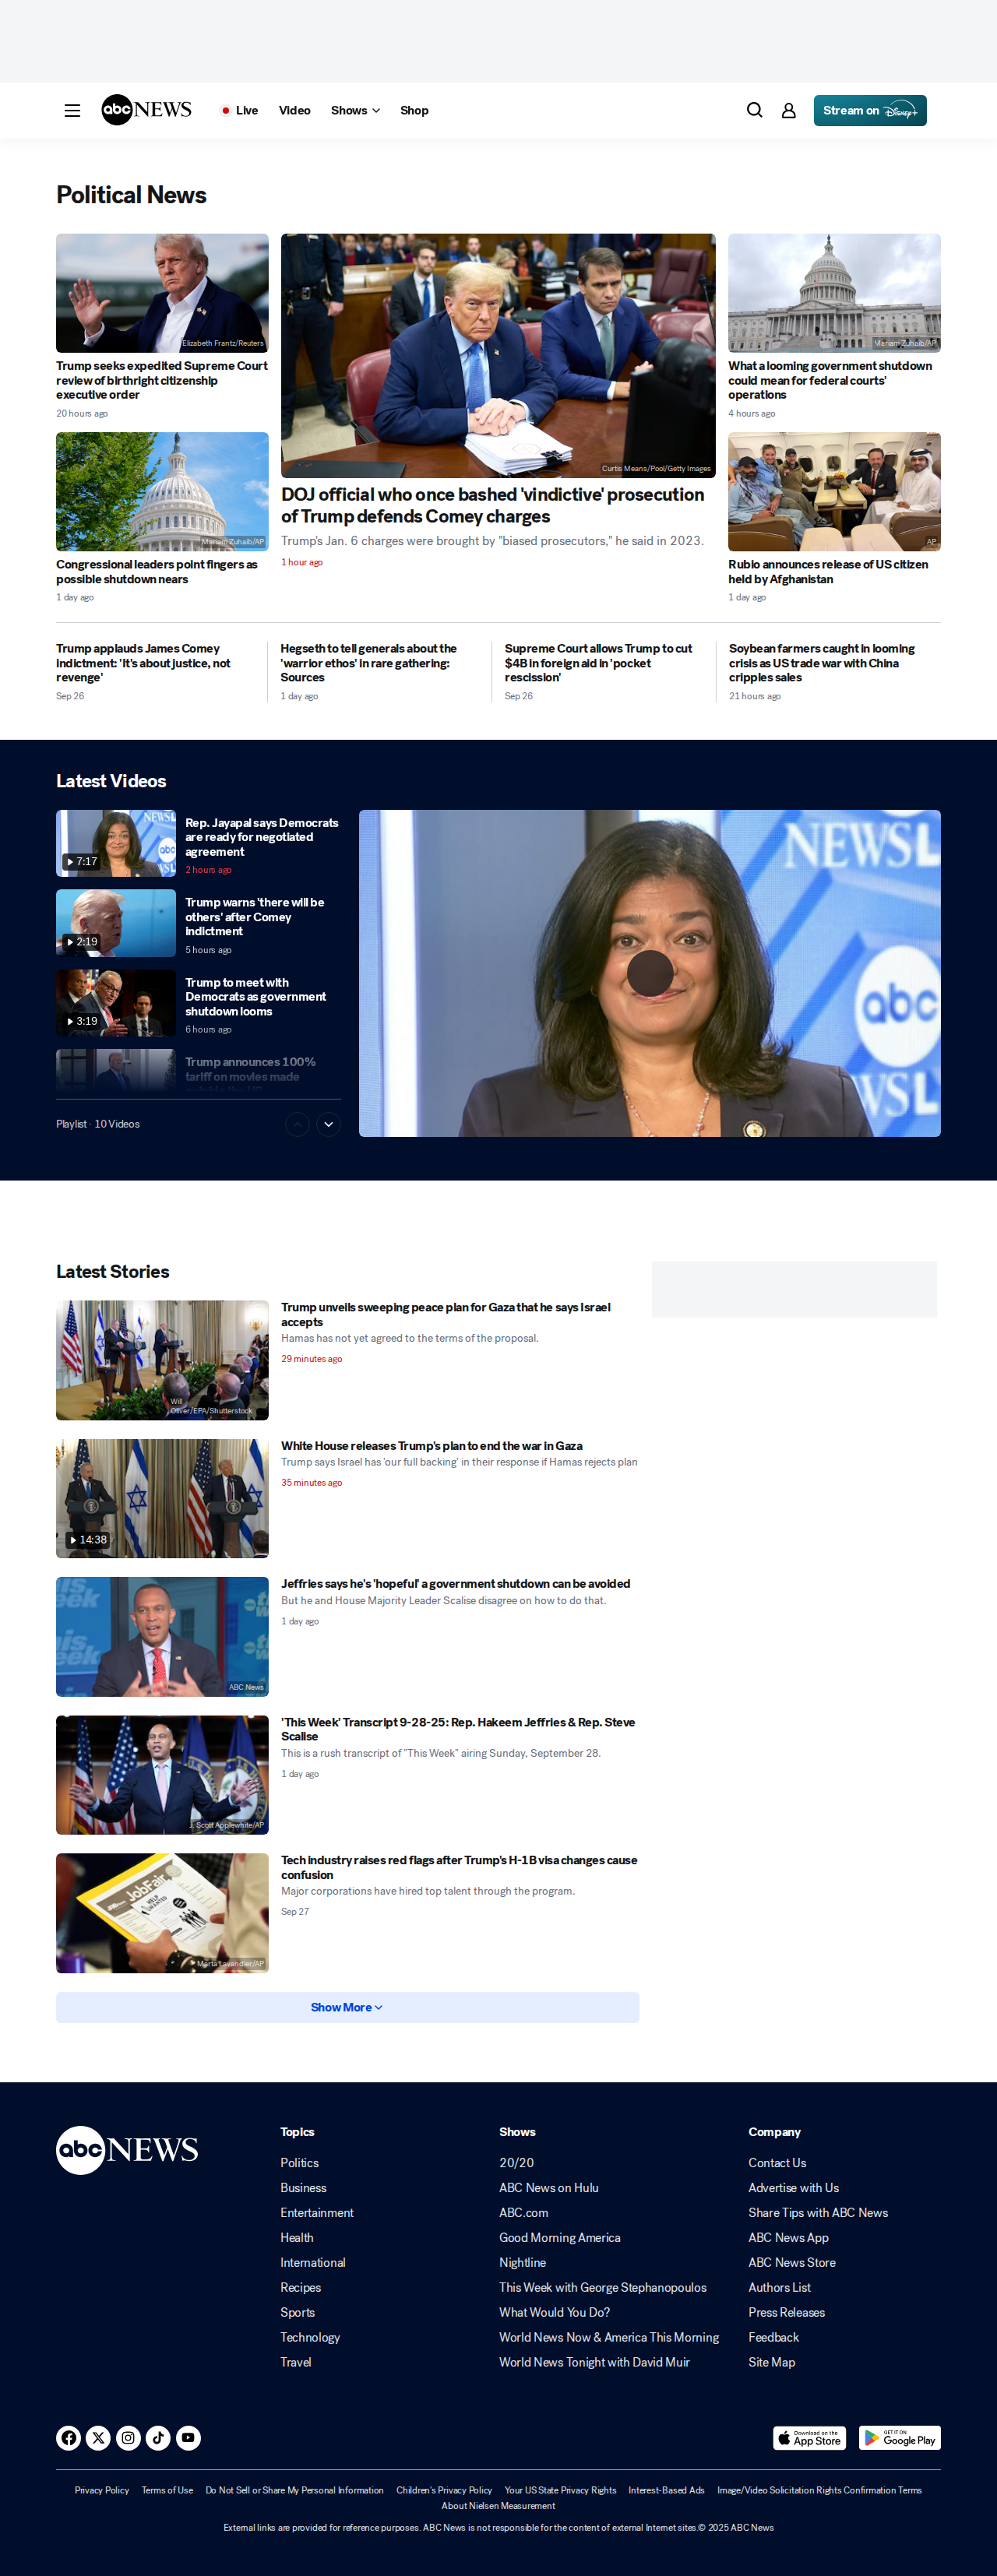 abc NEWS
Live
Video
Shows
Shop
Stream on Disney+
Political News
Elizabeth Frantz/Reuters
Trump seeks expedited Supreme Court
review of birthright citizenship
executive order
20 hours ago
Mariam Zuhaib/AP
Congressional leaders point fingers as
possible shutdown nears
1 day ago
Curtis Means/Pool/Getty Images
DOJ official who once bashed 'vindictive' prosecution
of Trump defends Comey charges
Trump's Jan. 6 charges were brought by "biased prosecutors," he said in 2023.
1 hour ago
Mariam Zuhaib/AP
What a looming government shutdown
could mean for federal courts'
operations
4 hours ago
AP
Rubio announces release of US citizen
held by Afghanistan
1 day ago
Trump applauds James Comey
indictment: 'It's about justice, not
revenge'
Sep 26
Hegseth to tell generals about the
'warrior ethos' in rare gathering:
Sources
1 day ago
Supreme Court allows Trump to cut
$4B in foreign aid in 'pocket
rescission'
Sep 26
Soybean farmers caught in looming
crisis as US trade war with China
cripples sales
21 hours ago
Latest Videos
NEWS
abc
7:17
Rep. Jayapal says Democrats
are ready for negotiated
agreement
2 hours ago
2:19
Trump warns 'there will be
others' after Comey
indictment
5 hours ago
3:19
Trump to meet with
Democrats as government
shutdown looms
6 hours ago
Trump announces 100%
tariff on movies made
Playlist · 10 Videos
NEWSL
abc
Latest Stories
Will
Oliver/EPA/Shutterstock
Trump unveils sweeping peace plan for Gaza that he says Israel
accepts
Hamas has not yet agreed to the terms of the proposal.
29 minutes ago
14:38
White House releases Trump's plan to end the war in Gaza
Trump says Israel has 'our full backing' in their response if Hamas rejects plan
35 minutes ago
ABC News
Jeffries says he's 'hopeful' a government shutdown can be avoided
But he and House Majority Leader Scalise disagree on how to do that.
1 day ago
J. Scott Applewhite/AP
'This Week' Transcript 9-28-25: Rep. Hakeem Jeffries & Rep. Steve
Scalise
This is a rush transcript of "This Week" airing Sunday, September 28.
1 day ago
JobFair
HELP
WANTED
Marta Lavandier/AP
Tech industry raises red flags after Trump's H-1B visa changes cause
confusion
Major corporations have hired top talent through the program.
Sep 27
Show More
abc NEWS
Topics
Politics
Business
Entertainment
Health
International
Recipes
Sports
Technology
Travel
Shows
20/20
ABC News on Hulu
ABC.com
Good Morning America
Nightline
This Week with George Stephanopoulos
What Would You Do?
World News Now & America This Morning
World News Tonight with David Muir
Company
Contact Us
Advertise with Us
Share Tips with ABC News
ABC News App
ABC News Store
Authors List
Press Releases
Feedback
Site Map
Download on the
App Store
GET IT ON
Google Play
Privacy Policy Terms of Use Do Not Sell or Share My Personal Information Children's Privacy Policy Your US State Privacy Rights Interest-Based Ads Image/Video Solicitation Rights Confirmation Terms
About Nielsen Measurement
External links are provided for reference purposes. ABC News is not responsible for the content of external Internet sites.© 2025 ABC News